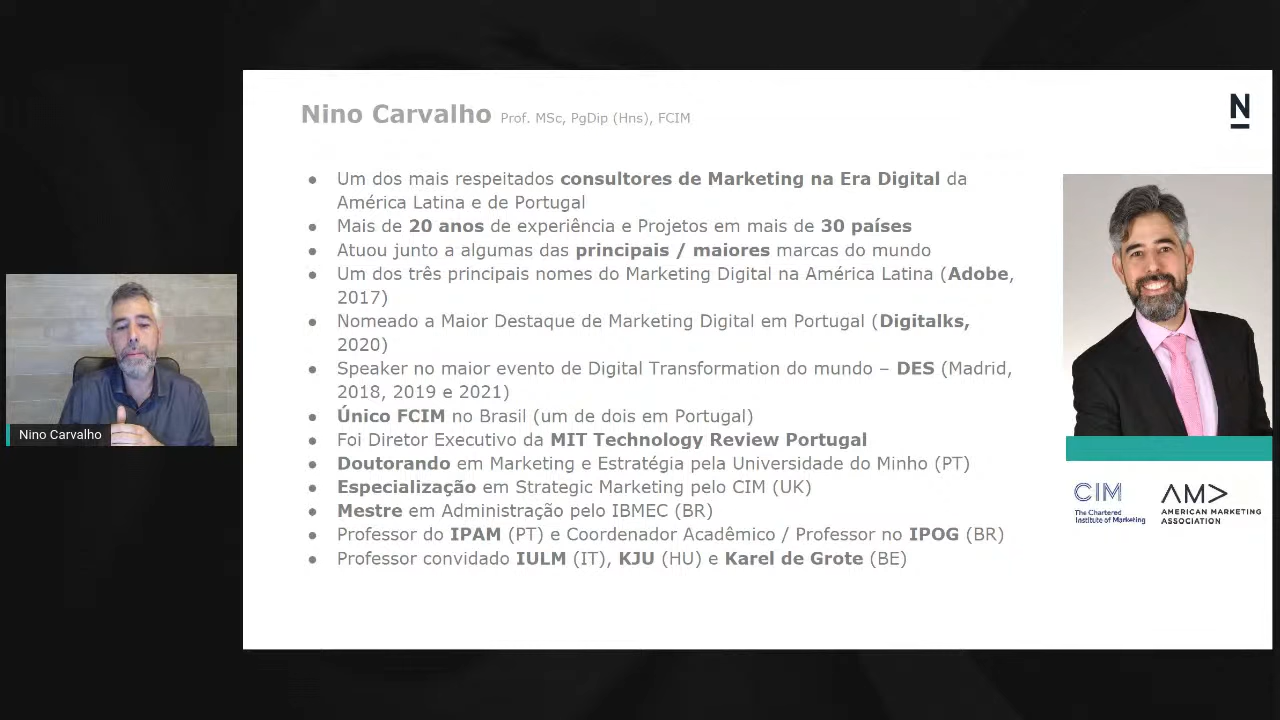 Nino Carvalho Prof. MSc, PgDip (Hns), FCIM
N
● Um dos mais respeitados consultores de Marketing na Era Digital da
América Latina e de Portugal
● Mais de 20 anos de experiência e Projetos em mais de 30 países
● Atuou junto a algumas das principais / maiores marcas do mundo
● Um dos três principais nomes do Marketing Digital na América Latina (Adobe,
2017)
● Nomeado a Maior Destaque de Marketing Digital em Portugal (Digitalks,
2020)
● Speaker no maior evento de Digital Transformation do mundo – DES (Madrid,
2018, 2019 e 2021)
● Único FCIM no Brasil (um de dois em Portugal)
● Foi Diretor Executivo da MIT Technology Review Portugal
● Doutorando em Marketing e Estratégia pela Universidade do Minho (PT)
● Especialização em Strategic Marketing pelo CIM (UK)
● Mestre em Administração pelo IBMEC (BR)
● Professor do IPAM (PT) e Coordenador Acadêmico / Professor no IPOG (BR)
● Professor convidado IULM (IT), KJU (HU) e Karel de Grote (BE)
CIM
The Chartered
Institute of Marketing
AMA
AMERICAN MARKETING
ASSOCIATION
Nino Carvalho